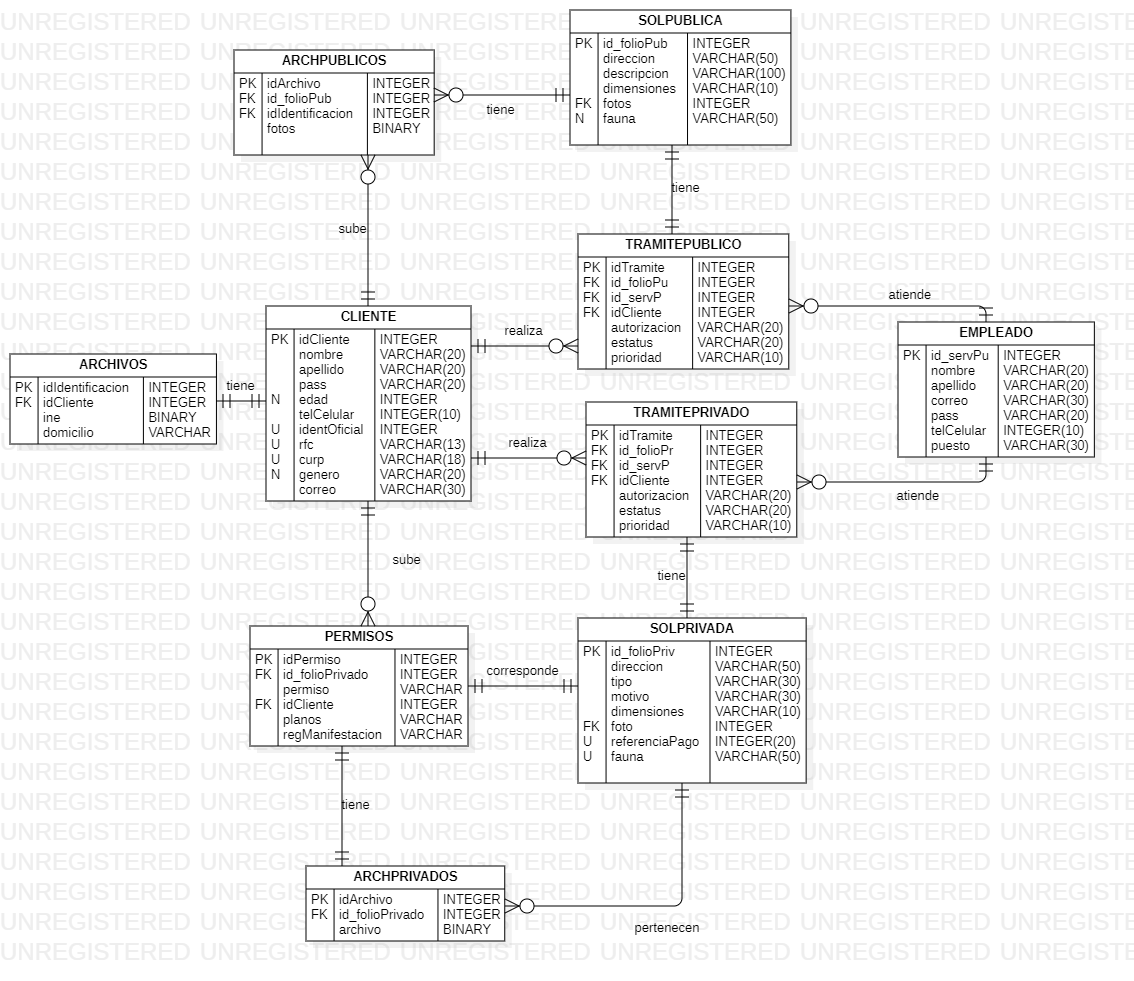 SOLPUBLICA
PK id_folioPub INTEGER
direccion VARCHAR(50)
descripcion VARCHAR(100)
dimensiones VARCHAR(10)
FK fotos INTEGER
N fauna VARCHAR(50)
ARCHPUBLICOS
PK idArchivo INTEGER
FK id_folioPub INTEGER
FK idIdentificacion INTEGER
fotos BINARY
tiene
tiene
sube
TRAMITEPUBLICO
PK idTramite INTEGER
FK id_folioPu INTEGER
FK id_servP INTEGER
FK idCliente INTEGER
autorizacion VARCHAR(20)
estatus VARCHAR(20)
prioridad VARCHAR(10)
atiende
CLIENTE
PK idCliente INTEGER
nombre VARCHAR(20)
apellido VARCHAR(20)
pass VARCHAR(20)
N edad INTEGER
telCelular INTEGER(10)
U identOficial INTEGER
U rfc VARCHAR(13)
U curp VARCHAR(18)
N genero VARCHAR(20)
correo VARCHAR(30)
realiza
EMPLEADO
PK id_servPu INTEGER
nombre VARCHAR(20)
apellido VARCHAR(20)
correo VARCHAR(30)
pass VARCHAR(20)
telCelular INTEGER(10)
puesto VARCHAR(30)
ARCHIVOS
PK idIdentificacion INTEGER
FK idCliente INTEGER
ine BINARY
domicilio VARCHAR
tiene
TRAMITEPRIVADO
PK idTramite INTEGER
FK id_folioPr INTEGER
FK id_servP INTEGER
FK idCliente INTEGER
autorizacion VARCHAR(20)
estatus VARCHAR(20)
prioridad VARCHAR(10)
realiza
atiende
sube
tiene
PERMISOS
PK idPermiso INTEGER
FK id_folioPrivado INTEGER
permiso VARCHAR
FK idCliente INTEGER
planos VARCHAR
regManifestacion VARCHAR
corresponde
SOLPRIVADA
PK id_folioPriv INTEGER
direccion VARCHAR(50)
tipo VARCHAR(30)
motivo VARCHAR(30)
dimensiones VARCHAR(10)
FK foto INTEGER
U referenciaPago INTEGER(20)
U fauna VARCHAR(50)
tiene
ARCHPRIVADOS
PK idArchivo INTEGER
FK id_folioPrivado INTEGER
archivo BINARY
pertenecen
UNREGISTERED